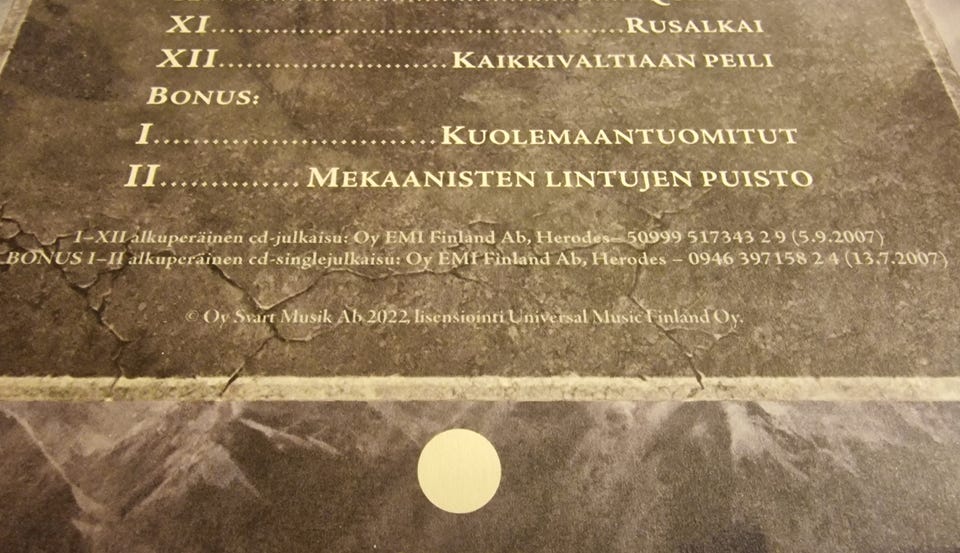 XI..........................................Rusalkai
XII.......................Kaikkivaltiaan peili
Bonus:
I............................Kuolemaantuomitut
II.............Mekaanisten lintujen puisto
I–XII alkuperäinen cd-julkaisu: Oy EMI Finland Ab, Herodes – 50999 517343 2 9 (5.9.2007)
BONUS I–II alkuperäinen cd-singlejulkaisu: Oy EMI Finland Ab, Herodes – 0946 397158 2 4 (13.7.2007)
© Oy Svart Musik Ab 2022, lisensiointi Universal Music Finland Oy.